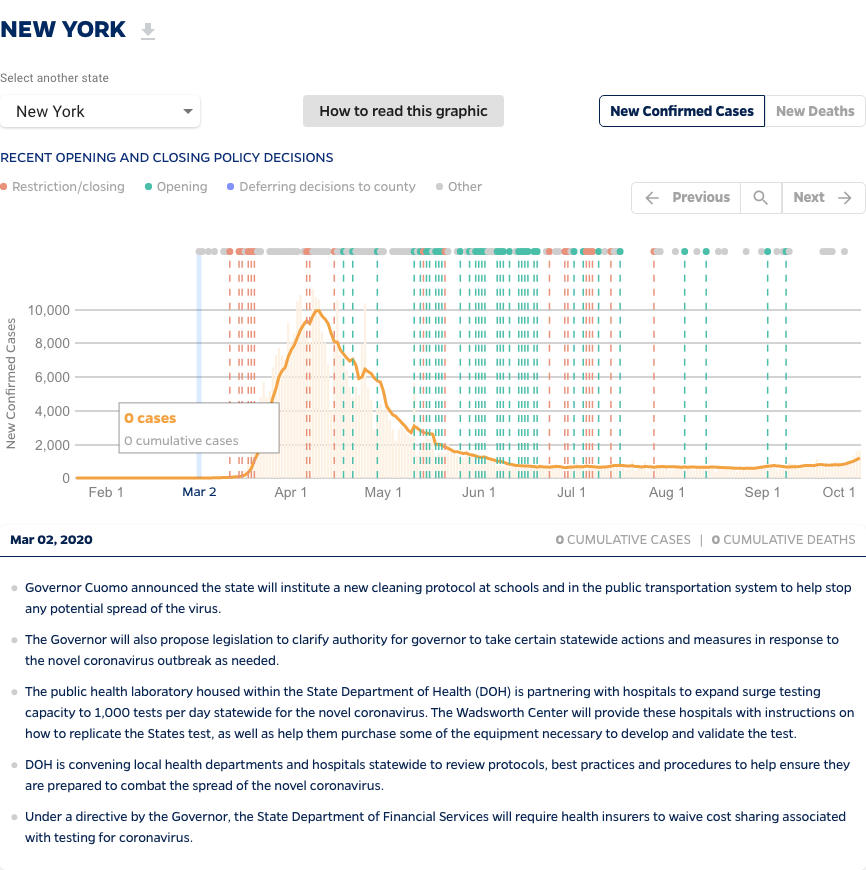 NEW YORK
Select another state
New York
How to read this graphic
New Confirmed Cases
New Deaths
RECENT OPENING AND CLOSING POLICY DECISIONS
Restriction/closing
Opening
Deferring decisions to county
Other
Previous
Next
New Confirmed Cases
10,000
8,000
6,000
4,000
2,000
0
0 cases
0 cumulative cases
Feb 1
Mar 2
Apr 1
May 1
Jun 1
Jul 1
Aug 1
Sep 1
Oct 1
Mar 02, 2020
0 CUMULATIVE CASES | 0 CUMULATIVE DEATHS
Governor Cuomo announced the state will institute a new cleaning protocol at schools and in the public transportation system to help stop
any potential spread of the virus.
The Governor will also propose legislation to clarify authority for governor to take certain statewide actions and measures in response to
the novel coronavirus outbreak as needed.
The public health laboratory housed within the State Department of Health (DOH) is partnering with hospitals to expand surge testing
capacity to 1,000 tests per day statewide for the novel coronavirus. The Wadsworth Center will provide these hospitals with instructions on
how to replicate the States test, as well as help them purchase some of the equipment necessary to develop and validate the test.
DOH is convening local health departments and hospitals statewide to review protocols, best practices and procedures to help ensure they
are prepared to combat the spread of the novel coronavirus.
Under a directive by the Governor, the State Department of Financial Services will require health insurers to waive cost sharing associated
with testing for coronavirus.